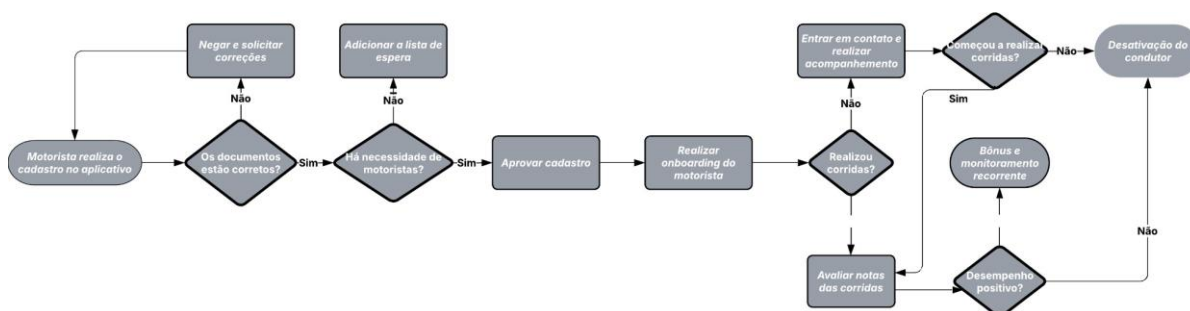 Negar e solicitar
correções
Adicionar a lista de
espera
Entrar em contato e
realizar
acompanhemento
Começou a realizar
corridas?
Não
Desativação do
condutor
Não
Não
Não
Sim
Motorista realiza o
cadastro no aplicativo
Os documentos
estão corretos?
Sim
Há necessidade de
motoristas?
Sim
Aprovar cadastro
Realizar
onboarding do
motorista
Realizou
corridas?
Bônus e
monitoramento
recorrente
Não
Avaliar notas
das corridas
Desempenho
positivo?